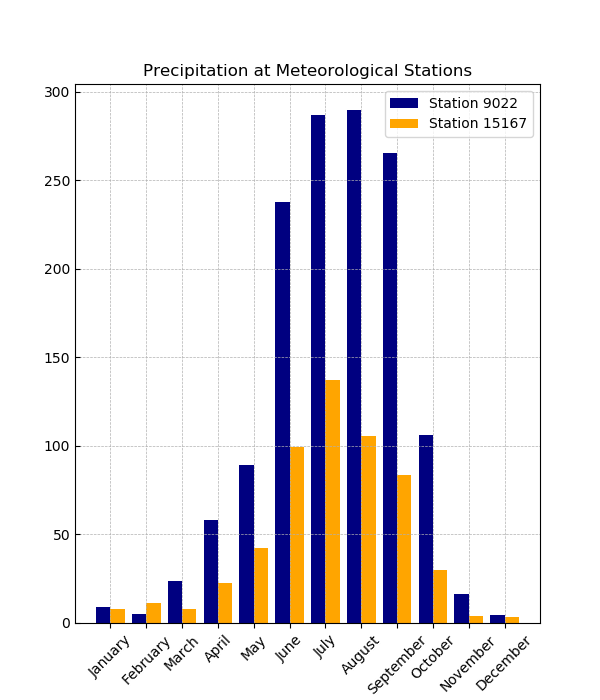 Precipitation at Meteorological Stations
Station 9022
Station 15167
300
250
200
150
100
50
0
January
February
March
April
May
June
July
August
September
October
November
December